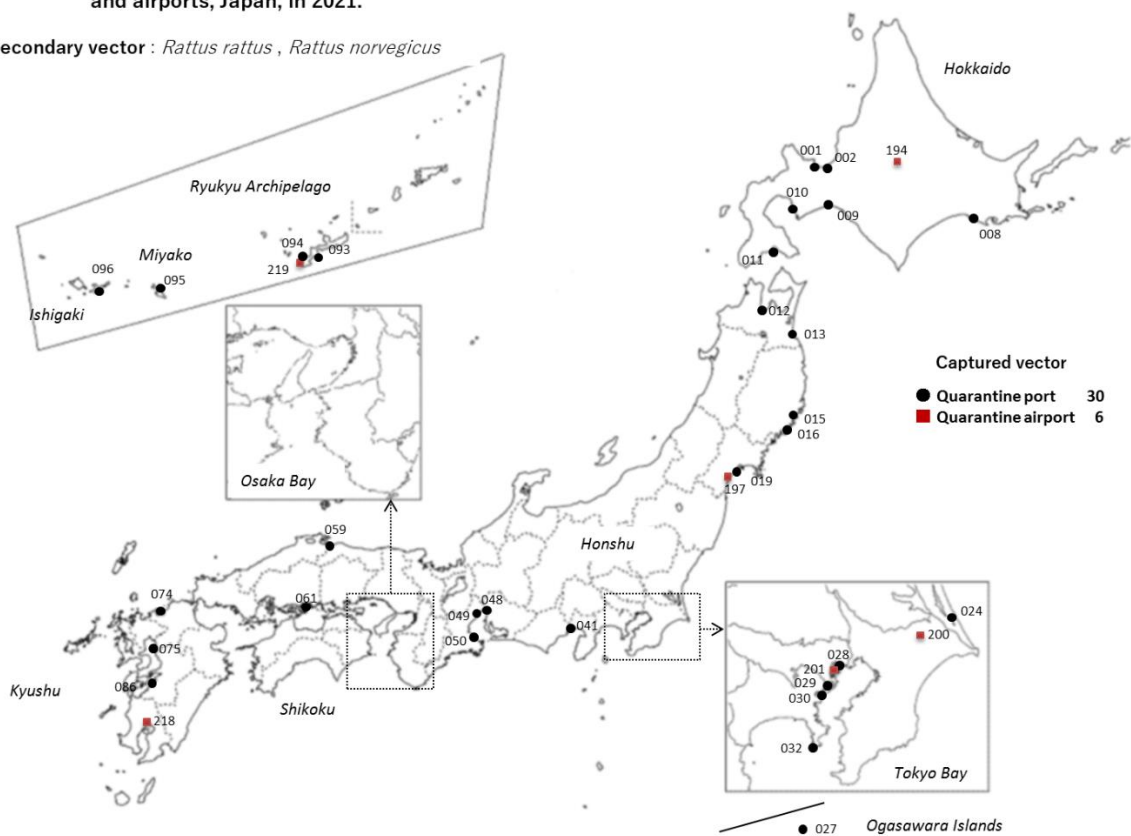 and airports, Japan, in 2021.
econdary vector : Rattus rattus , Rattus norvegicus
Hokkaido
001
002
194
Ryukyu Archipelago
010
009
008
094
093
Miyako
219
011
096
095
Ishigaki
012
013
Captured vector
Quarantine port 30
Quarantine airport 6
015
016
Osaka Bay
019
197
059
Honshu
074
061
049
048
024
050
041
200
075
028
201
029
086
030
Kyushu
Shikoku
218
032
Tokyo Bay
027
Ogasawara Islands